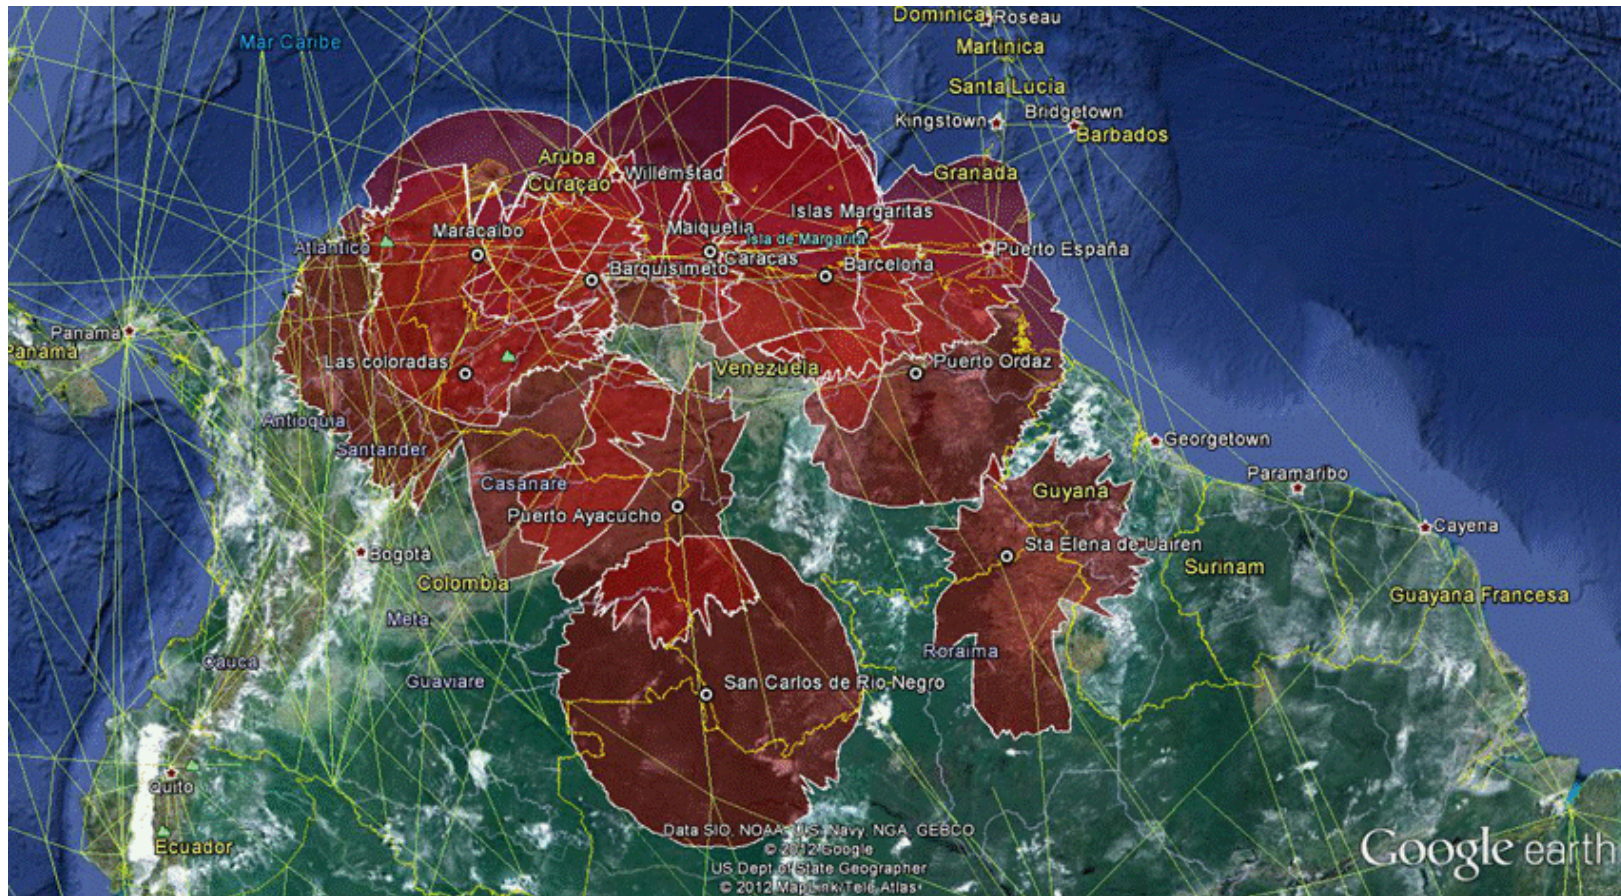 Dominica
Roseau
Mar Caribe
Martinica
Santa Lucia
Bridgetown
Kingstown
Barbados
Aruba
Willemstad
Granada
Curaçao
Islas Margaritas
Maracaibo
Maiquetia
Isla de Margarita
Atlántico
Puerto España
Caracas
Barcelona
Barquisimeto
Panama
Panamá
Las coloradas
Venezuela
Puerto Ordaz
Antioquia
Georgetown
Santander
Paramaribo
Casanare
Guyana
Puerto Ayacucho
Cayena
Sta Elena de Uairen
Bogotá
Surinam
Colombia
Guayana Francesa
Meta
Roraima
Cauca
Guaviare
San Carlos de Rio Negro
Quito
Ecuador
Data SIO, NOAA, U.S. Navy, NGA, GEBCO
© 2012 Google
US Dept of State Geographer
© 2012 MapLink/Tele Atlas
Google earth